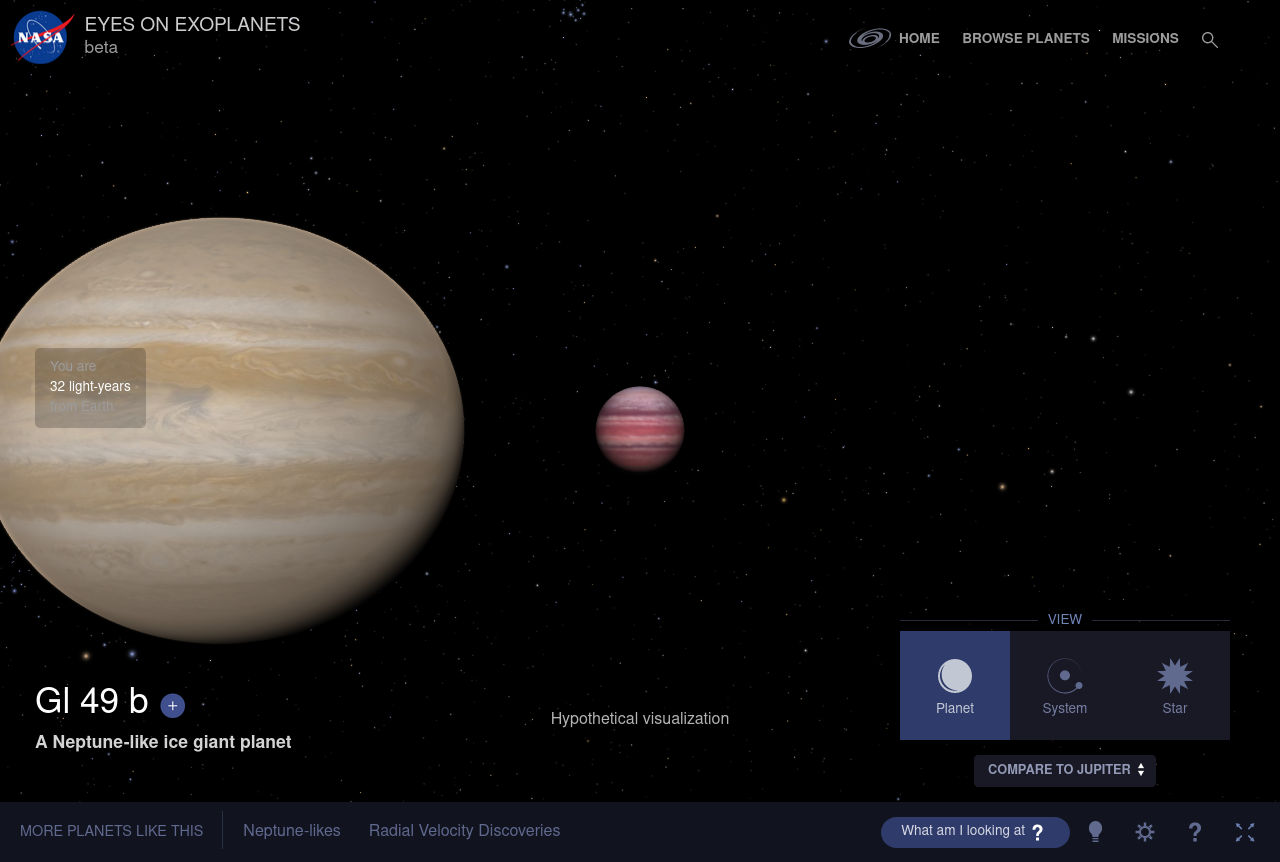 NASA
EYES ON EXOPLANETS
beta
HOME
BROWSE PLANETS
MISSIONS
You are
32 light-years
from Earth
Gl 49 b +
A Neptune-like ice giant planet
Hypothetical visualization
VIEW
Planet
System
Star
COMPARE TO JUPITER
MORE PLANETS LIKE THIS
Neptune-likes
Radial Velocity Discoveries
What am I looking at ?
?